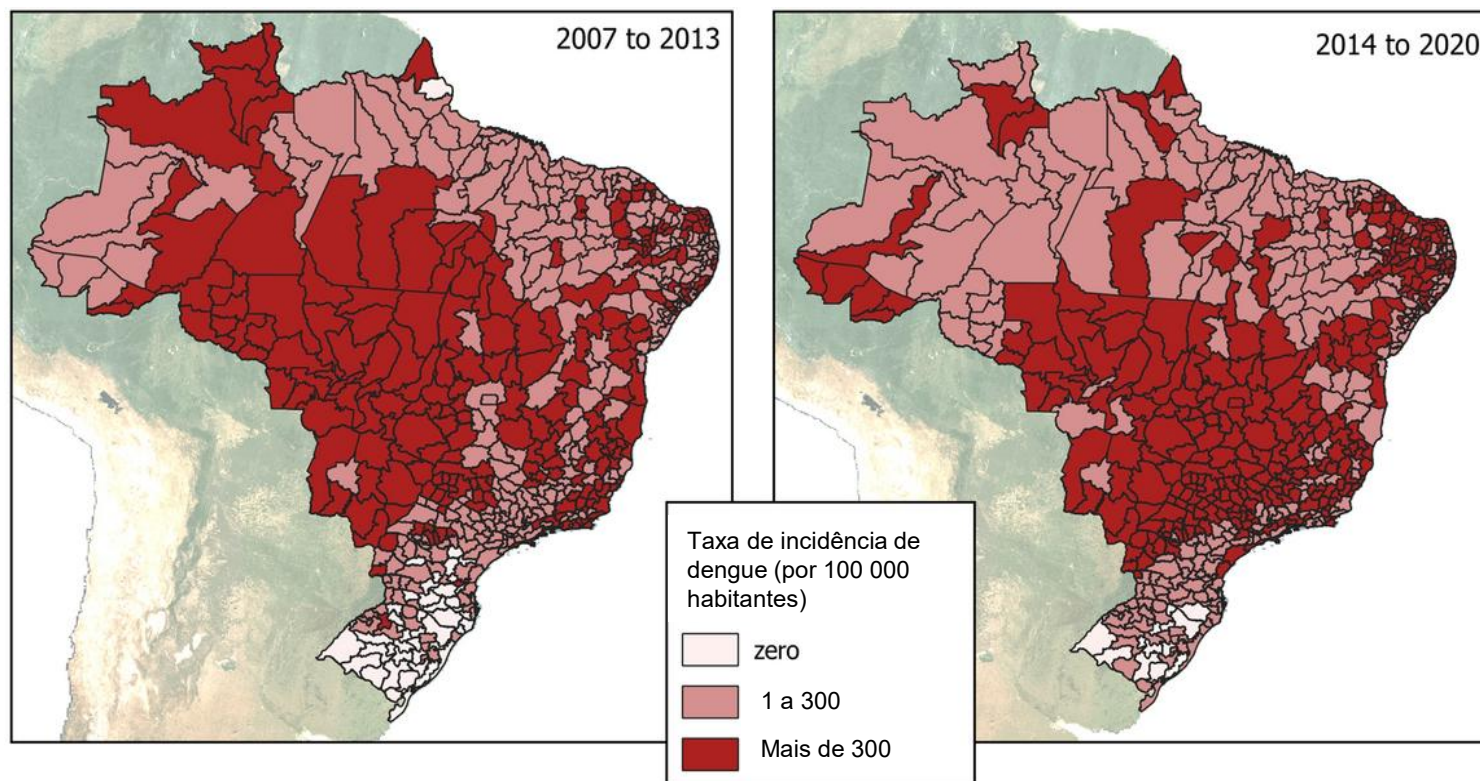 2007 to 2013
2014 to 2020
Taxa de incidência de
dengue (por 100 000
habitantes)
zero
1 a 300
Mais de 300